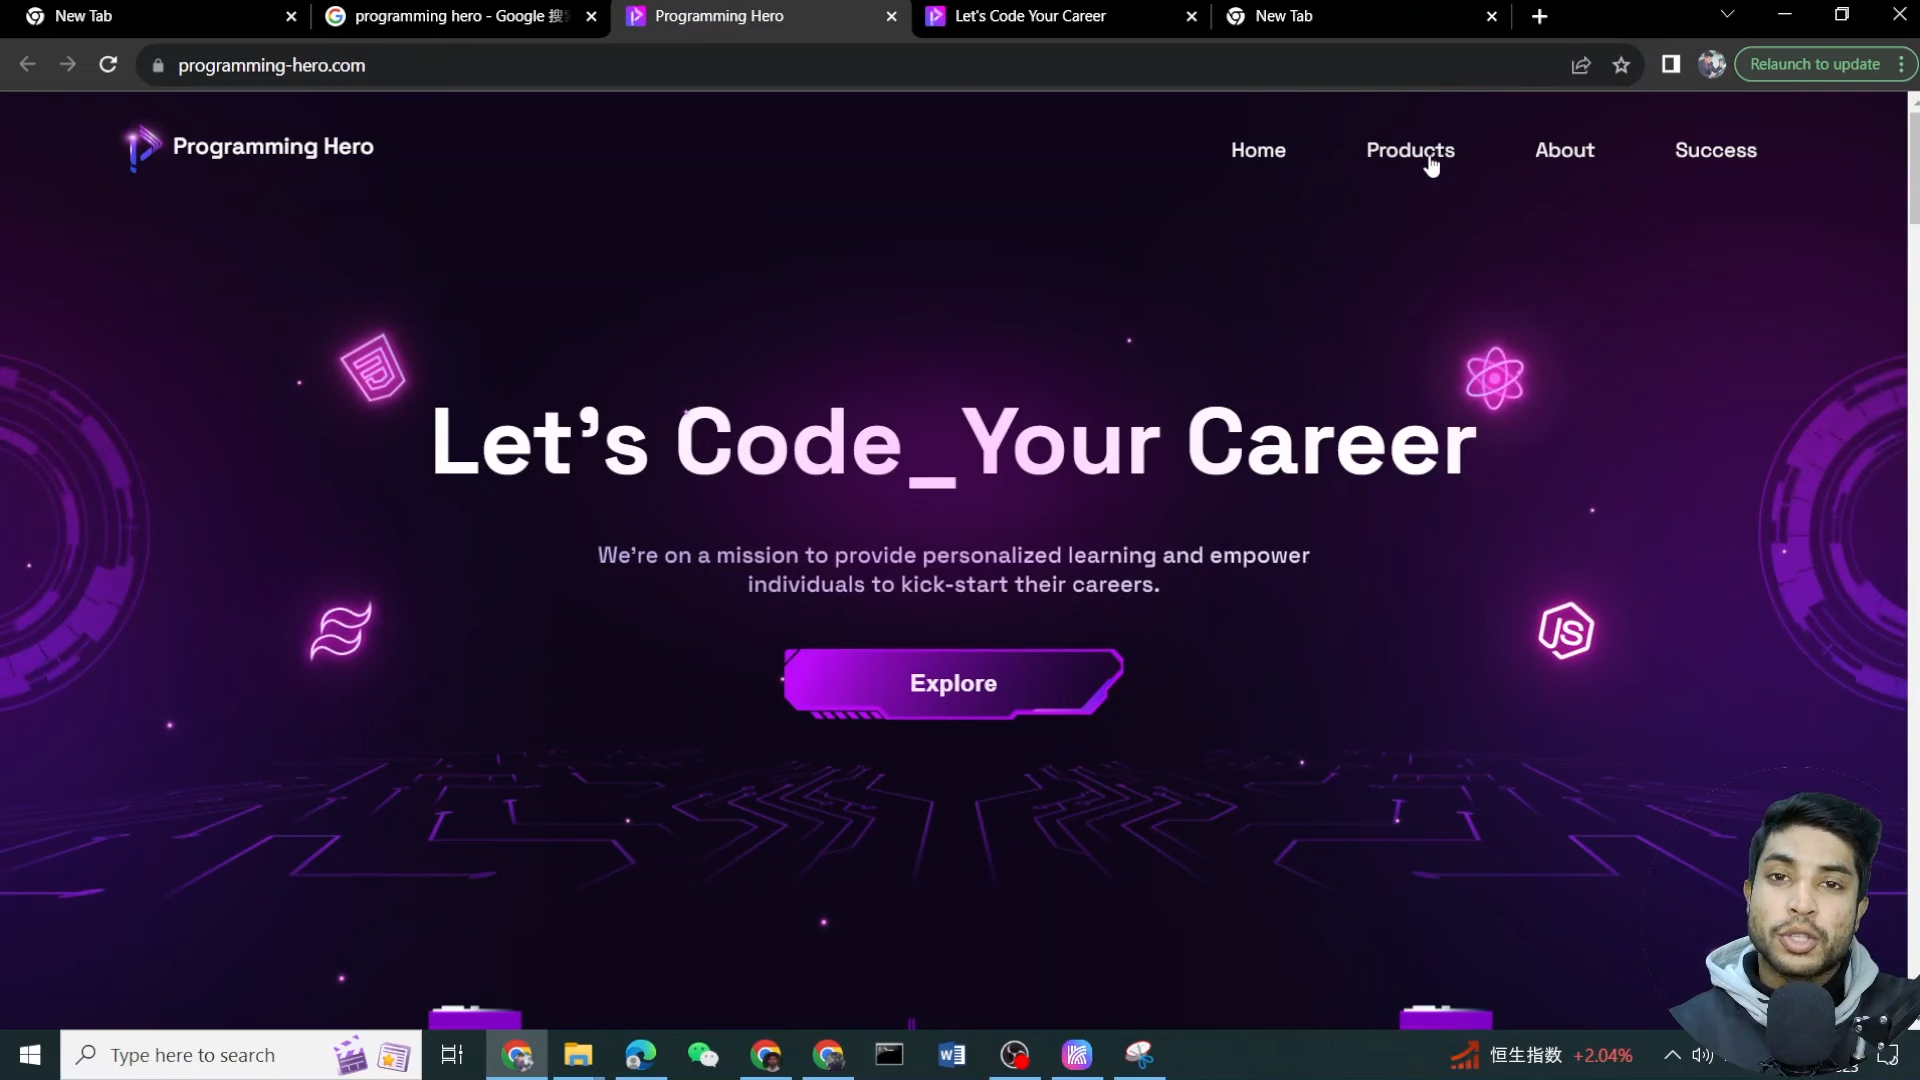 New Tab
programming hero - Google 搜
Programming Hero
Let's Code Your Career
New Tab
programming-hero.com
Relaunch to update
Programming Hero
Home
Products
About
Success
Let's Code_Your Career
We're on a mission to provide personalized learning and empower
individuals to kick-start their careers.
Explore
JS
Type here to search
W
恒生指数 +2.04%